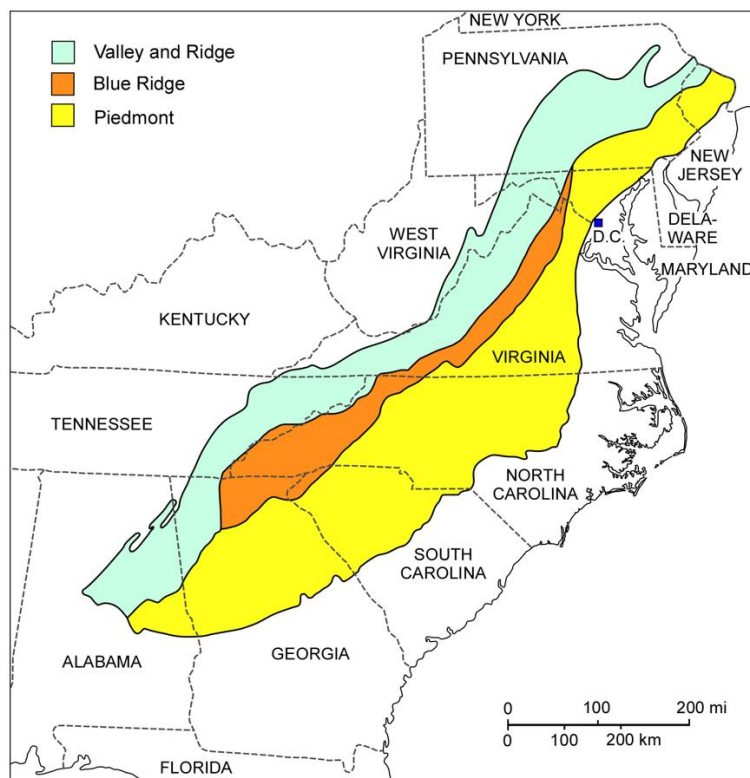 NEW YORK
Valley and Ridge
PENNSYLVANIA
Blue Ridge
Piedmont
NEW
JERSEY
WEST
VIRGINIA
D.C.
DELA-
WARE
MARYLAND
KENTUCKY
VIRGINIA
TENNESSEE
NORTH
CAROLINA
SOUTH
CAROLINA
ALABAMA
GEORGIA
0 100 200 mi
0 100 200 km
FLORIDA